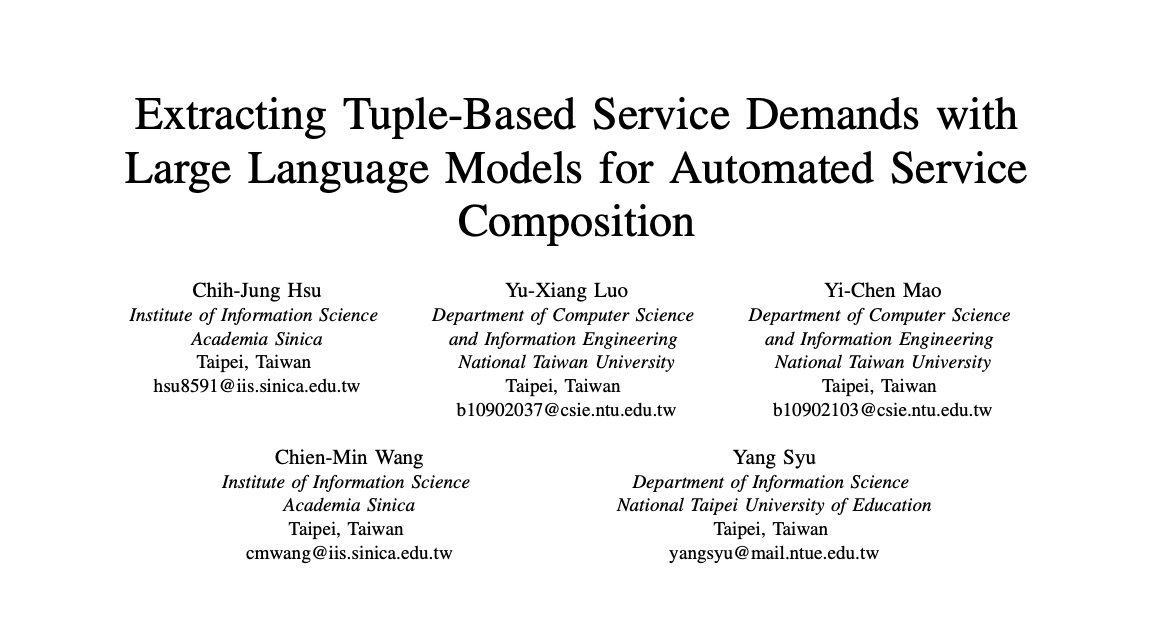 Extracting Tuple-Based Service Demands with
Large Language Models for Automated Service
Composition
Chih-Jung Hsu
Institute of Information Science
Academia Sinica
Taipei, Taiwan
hsu8591@iis.sinica.edu.tw
Yu-Xiang Luo
Department of Computer Science
and Information Engineering
National Taiwan University
Taipei, Taiwan
b10902037@csie.ntu.edu.tw
Yi-Chen Mao
Department of Computer Science
and Information Engineering
National Taiwan University
Taipei, Taiwan
b10902103@csie.ntu.edu.tw
Chien-Min Wang
Institute of Information Science
Academia Sinica
Taipei, Taiwan
cmwang@iis.sinica.edu.tw
Yang Syu
Department of Information Science
National Taipei University of Education
Taipei, Taiwan
yangsyu@mail.ntue.edu.tw